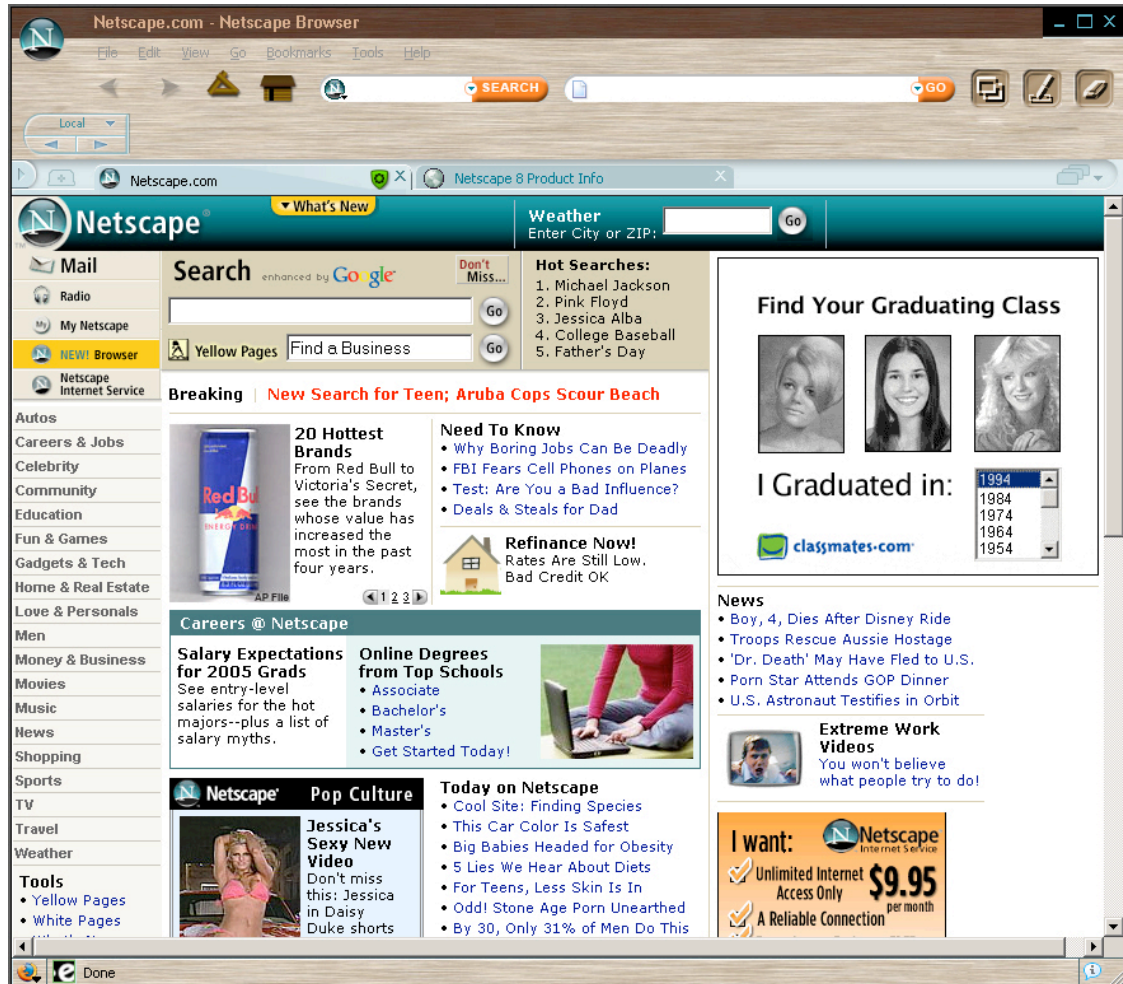 Netscape.com - Netscape Browser
File Edit View Go Bookmarks Tools Help
SEARCH
GO
Local
Netscape.com
Netscape 8 Product Info
N Netscape®
What's New
Weather
Enter City or ZIP:
Go
Mail
Radio
My Netscape
NEW! Browser
Netscape
Internet Service
Autos
Careers & Jobs
Celebrity
Community
Education
Fun & Games
Gadgets & Tech
Home & Real Estate
Love & Personals
Men
Money & Business
Movies
Music
News
Shopping
Sports
TV
Travel
Weather
Tools
• Yellow Pages
• White Pages
Search enhanced by Google
Don't
Miss...
Go
Yellow Pages Find a Business Go
Hot Searches:
1. Michael Jackson
2. Pink Floyd
3. Jessica Alba
4. College Baseball
5. Father's Day
Breaking | New Search for Teen; Aruba Cops Scour Beach
Red Bul
ENERGY DRIN
AP File
20 Hottest
Brands
From Red Bull to
Victoria's Secret,
see the brands
whose value has
increased the
most in the past
four years.
1 2 3
Need To Know
• Why Boring Jobs Can Be Deadly
• FBI Fears Cell Phones on Planes
• Test: Are You a Bad Influence?
• Deals & Steals for Dad
Refinance Now!
Rates Are Still Low.
Bad Credit OK
Careers @ Netscape
Salary Expectations
for 2005 Grads
See entry-level
salaries for the hot
majors--plus a list of
salary myths.
Online Degrees
from Top Schools
• Associate
• Bachelor's
• Master's
• Get Started Today!
N Netscape® Pop Culture
Jessica's
Sexy New
Video
Don't miss
this: Jessica
in Daisy
Duke shorts
Today on Netscape
• Cool Site: Finding Species
• This Car Color Is Safest
• Big Babies Headed for Obesity
• 5 Lies We Hear About Diets
• For Teens, Less Skin Is In
• Odd! Stone Age Porn Unearthed
• By 30, Only 31% of Men Do This
Find Your Graduating Class
I Graduated in:
1994
1984
1974
1964
1954
classmates.com
News
• Boy, 4, Dies After Disney Ride
• Troops Rescue Aussie Hostage
• 'Dr. Death' May Have Fled to U.S.
• Porn Star Attends GOP Dinner
• U.S. Astronaut Testifies in Orbit
Extreme Work
Videos
You won't believe
what people try to do!
I want:
N Netscape
Internet Service
Unlimited Internet
Access Only
$9.95
per month
A Reliable Connection
Done